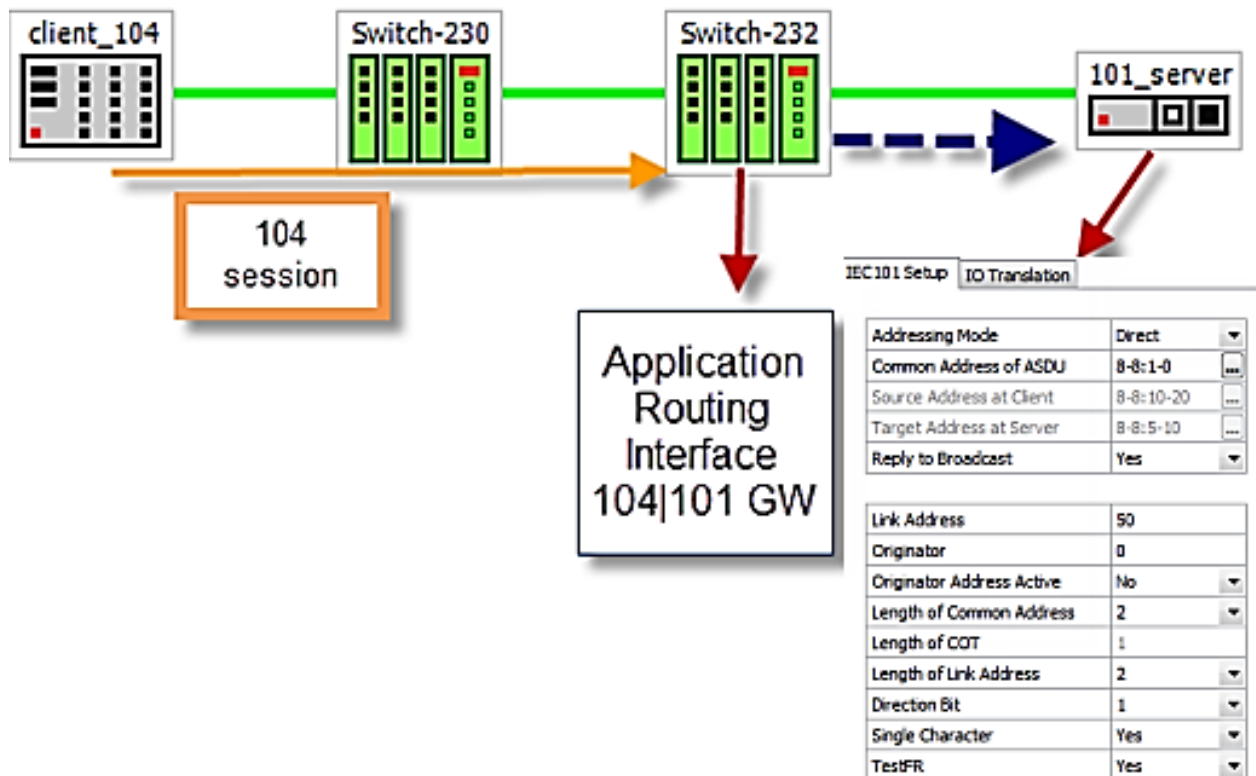 client_104
Switch-230
Switch-232
101_server
104
session
Application
Routing
Interface
104|101 GW
IEC101 Setup
IO Translation
Addressing Mode Direct
Common Address of ASDU 8-8:1-0 ...
Source Address at Client 8-8:10-20 ...
Target Address at Server 8-8:5-10 ...
Reply to Broadcast Yes
Link Address 50
Originator 0
Originator Address Active No
Length of Common Address 2
Length of COT 1
Length of Link Address 2
Direction Bit 1
Single Character Yes
TestFR Yes